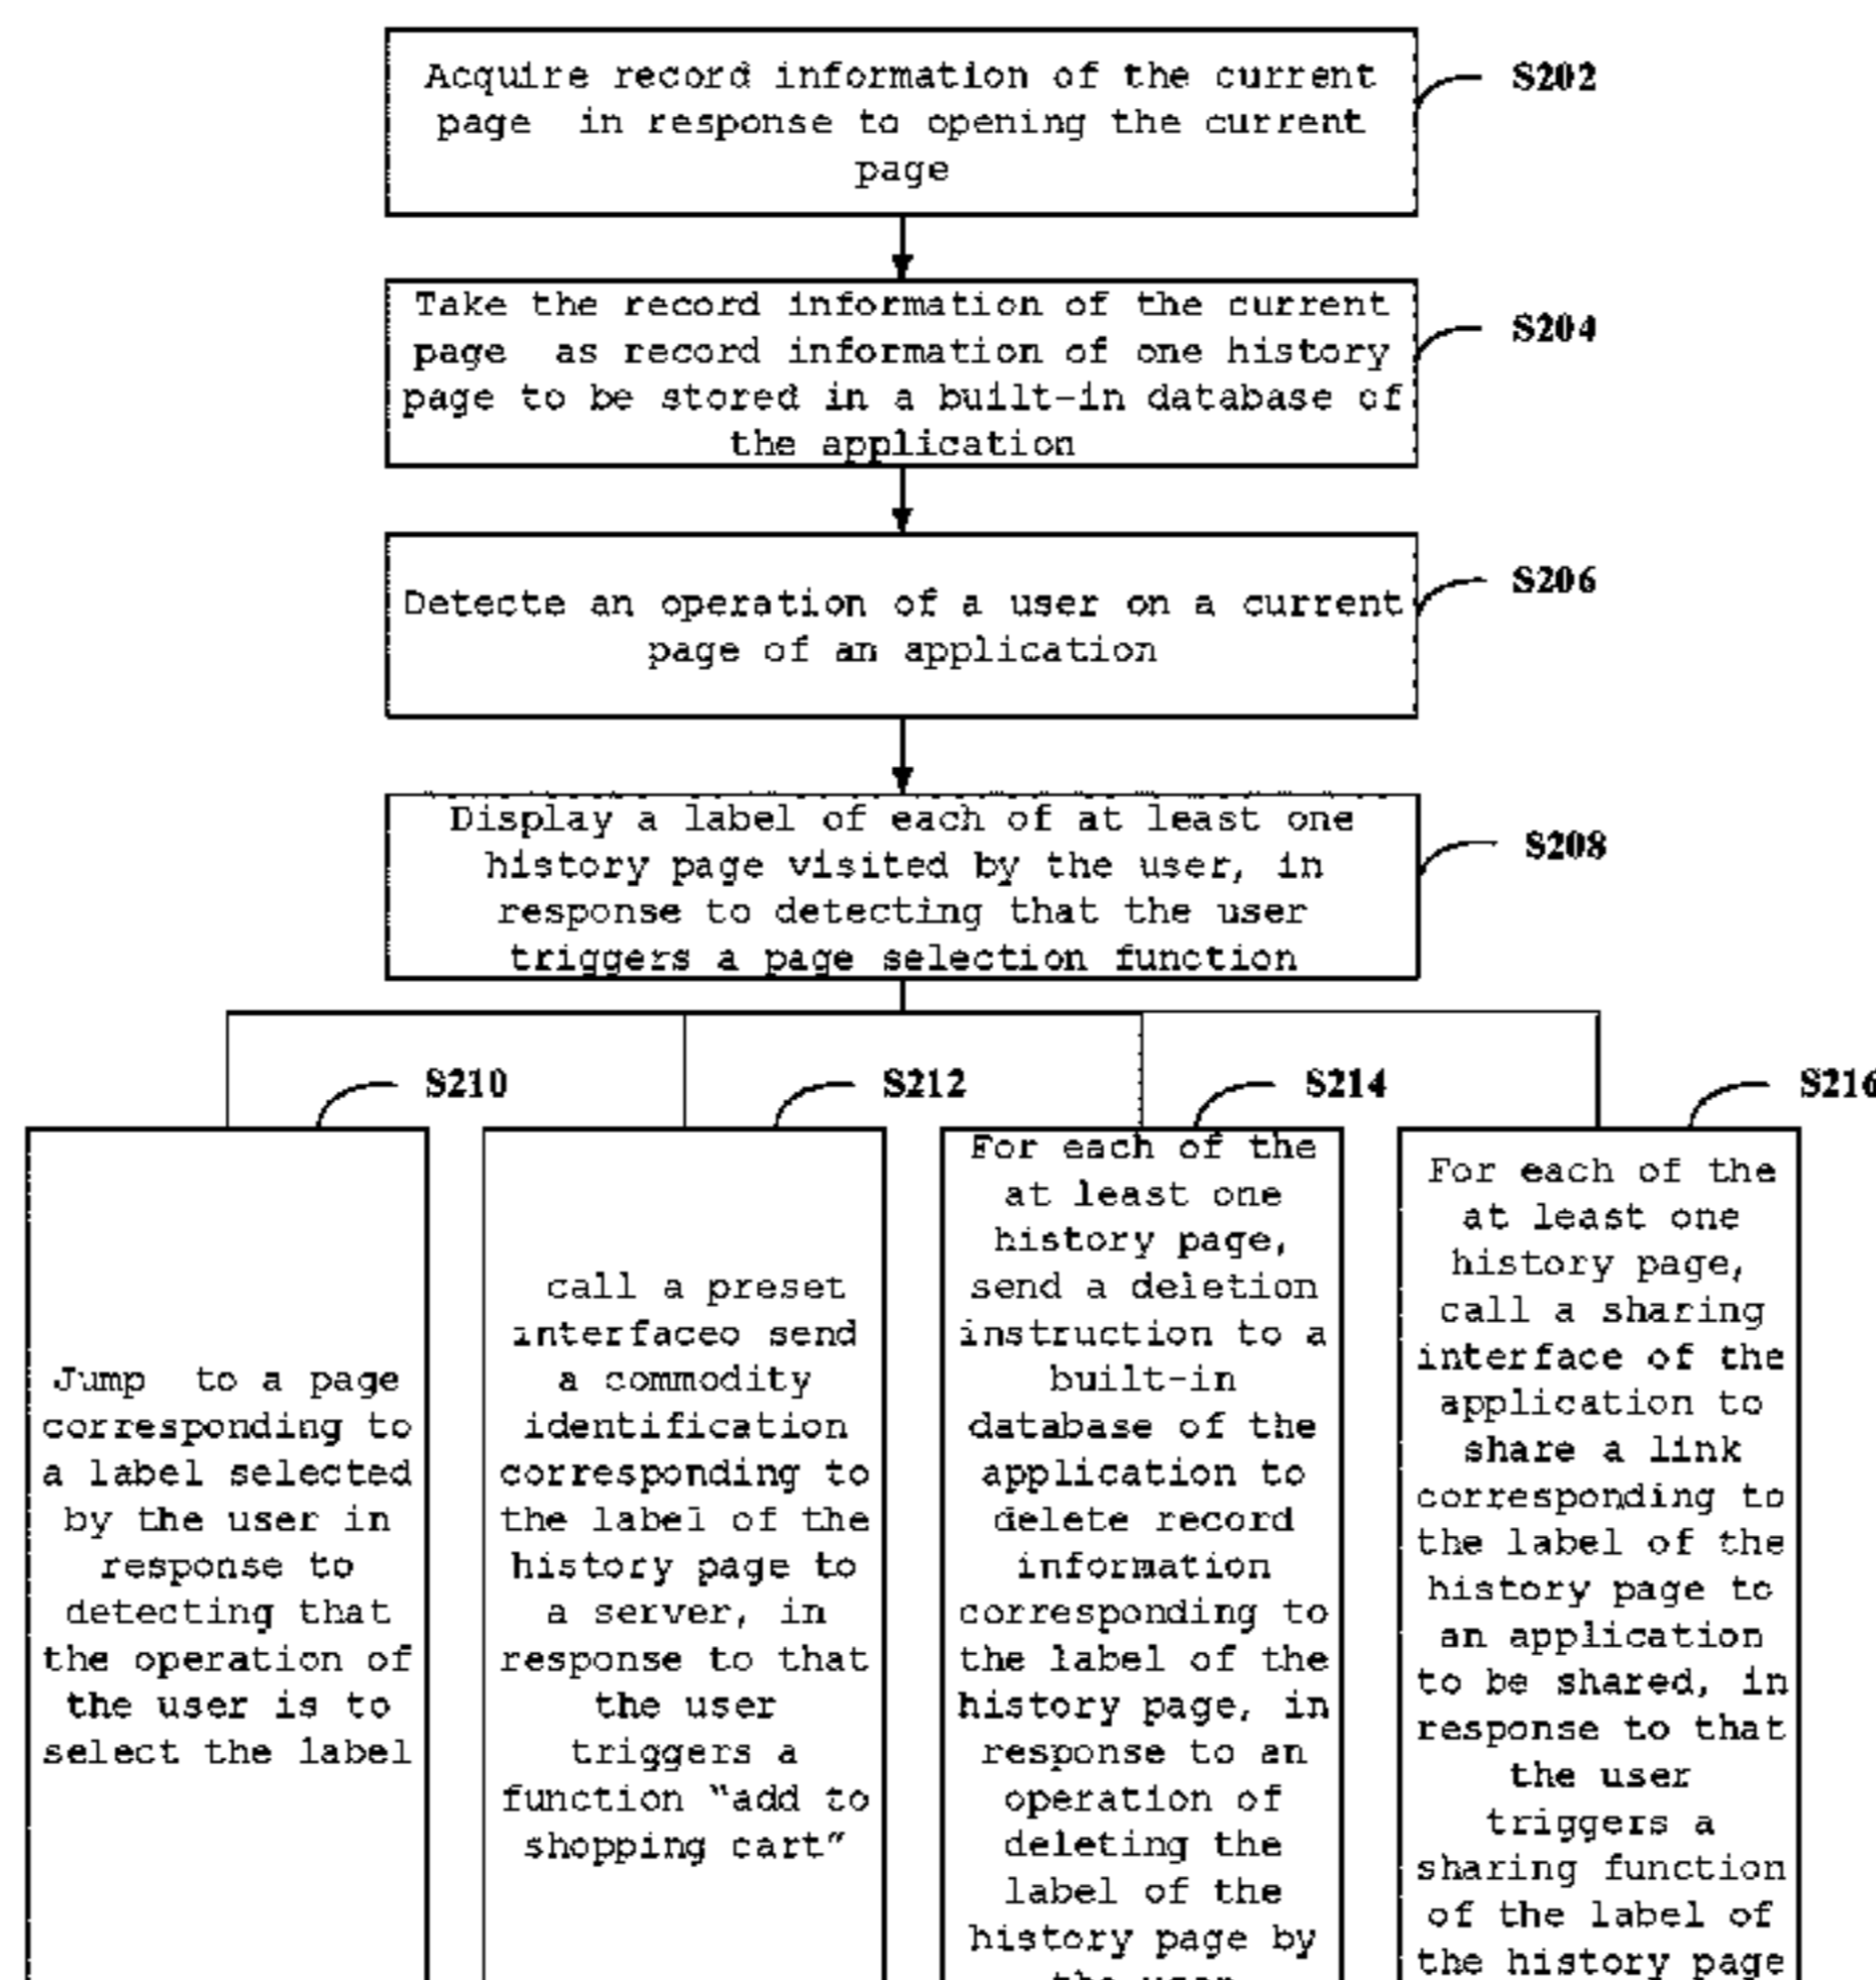 Acquire record information of the current
page in response to opening the current
page
S202
Take the record information of the current
page as record information of one history
page to be stored in a built-in database of
the application
S204
Detecte an operation of a user on a current
page of an application
S206
Display a label of each of at least one
history page visited by the user, in
response to detecting that the user
triggers a page selection function
S208
S210
Jump to a page
corresponding to
a label selected
by the user in
response to
detecting that
the operation of
the user is to
select the label
S212
call a preset
interfaceo send
a commodity
identification
corresponding to
the label of the
history page to
a server, in
response to that
the user
triggers a
function "add to
shopping cart"
S214
For each of the
at least one
history page,
send a deletion
instruction to a
built-in
database of the
application to
delete record
information
corresponding to
the label of the
history page, in
response to an
operation of
deleting the
label of the
history page by
the user
S216
For each of the
at least one
history page,
call a sharing
interface of the
application to
share a link
corresponding to
the label of the
history page to
an application
to be shared, in
response to that
the user
triggers a
sharing function
of the label of
the history page